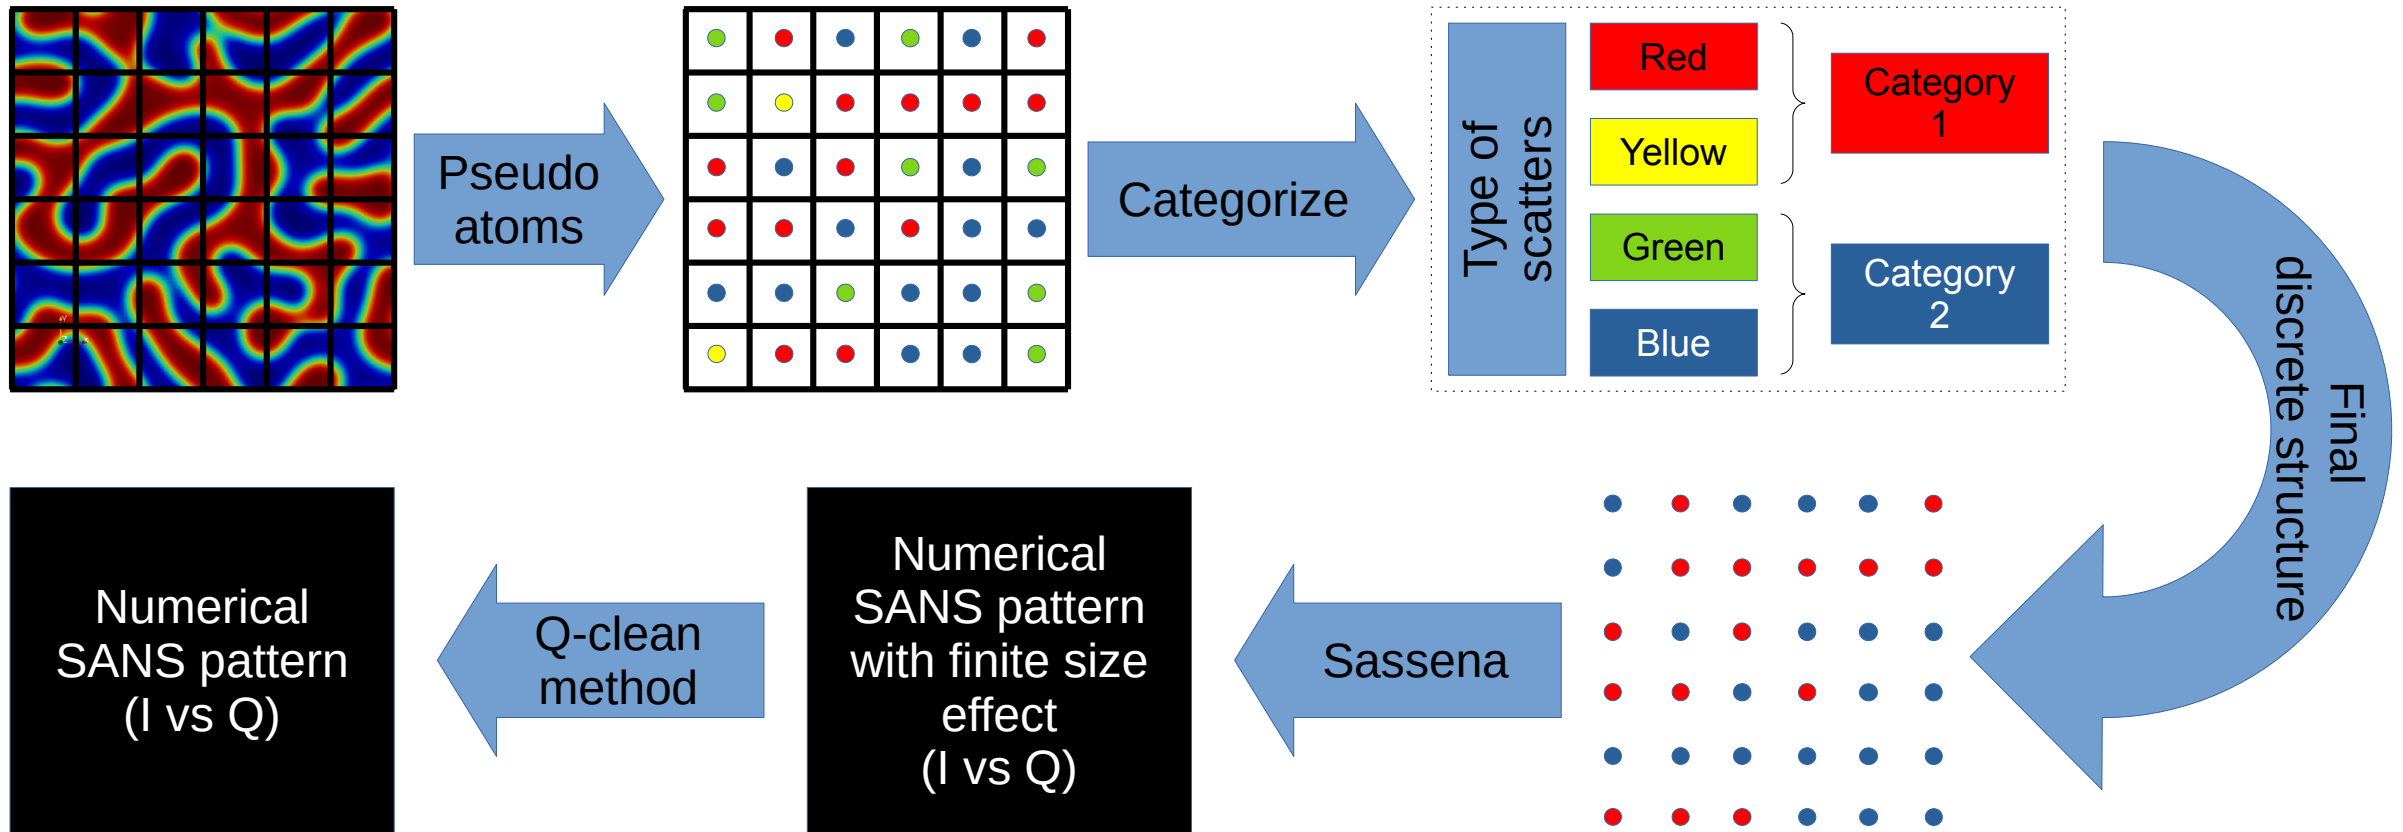 Pseudo
atoms
Categorize
Type of
scatters
Red
Yellow
Green
Blue
Category
1
Category
2
Final
discrete structure
Sassena
Numerical
SANS pattern
with finite size
effect
(I vs Q)
Q-clean
method
Numerical
SANS pattern
(I vs Q)